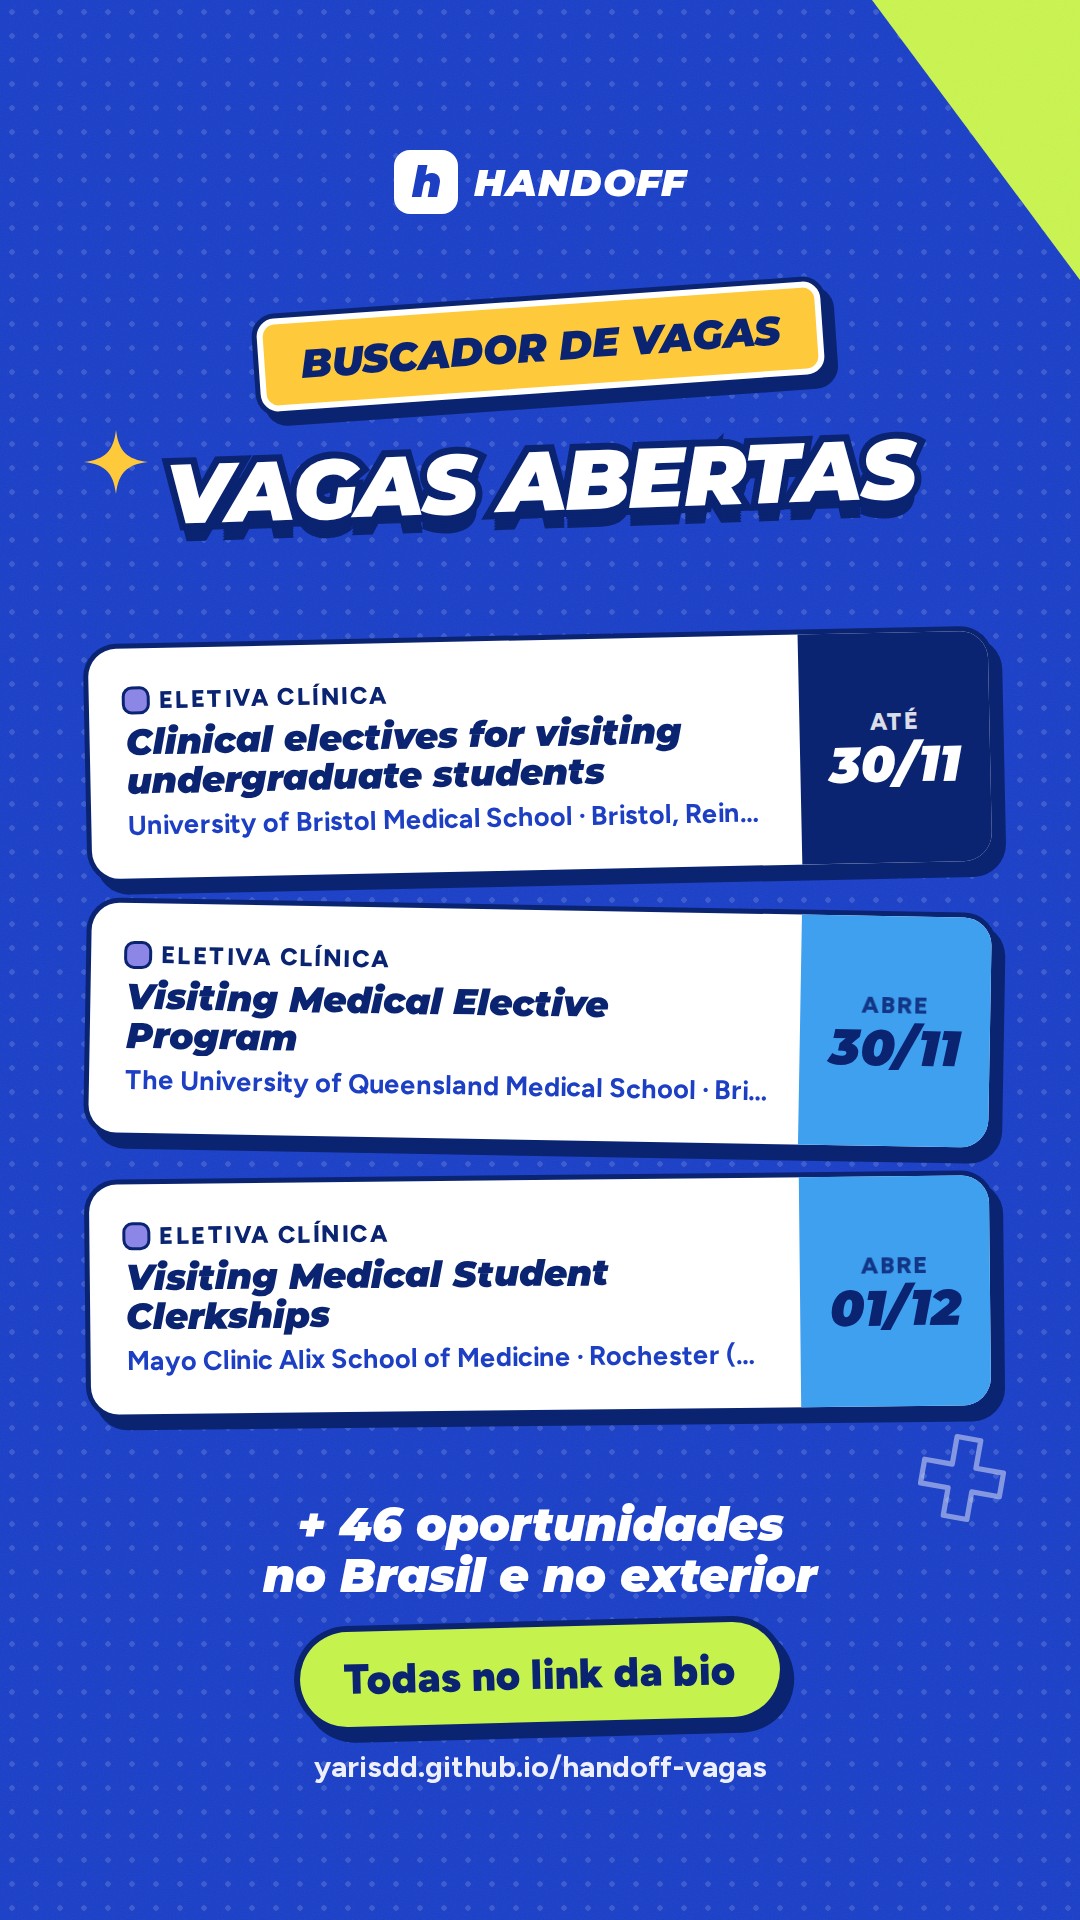 h HANDOFF
BUSCADOR DE VAGAS
VAGAS ABERTAS
ELETIVA CLÍNICA
Clinical electives for visiting
undergraduate students
University of Bristol Medical School · Bristol, Rein...
ATÉ
30/11
ELETIVA CLÍNICA
Visiting Medical Elective
Program
The University of Queensland Medical School · Bri...
ABRE
30/11
ELETIVA CLÍNICA
Visiting Medical Student
Clerkships
Mayo Clinic Alix School of Medicine · Rochester (...
ABRE
01/12
+ 46 oportunidades
no Brasil e no exterior
Todas no link da bio
yarisdd.github.io/handoff-vagas